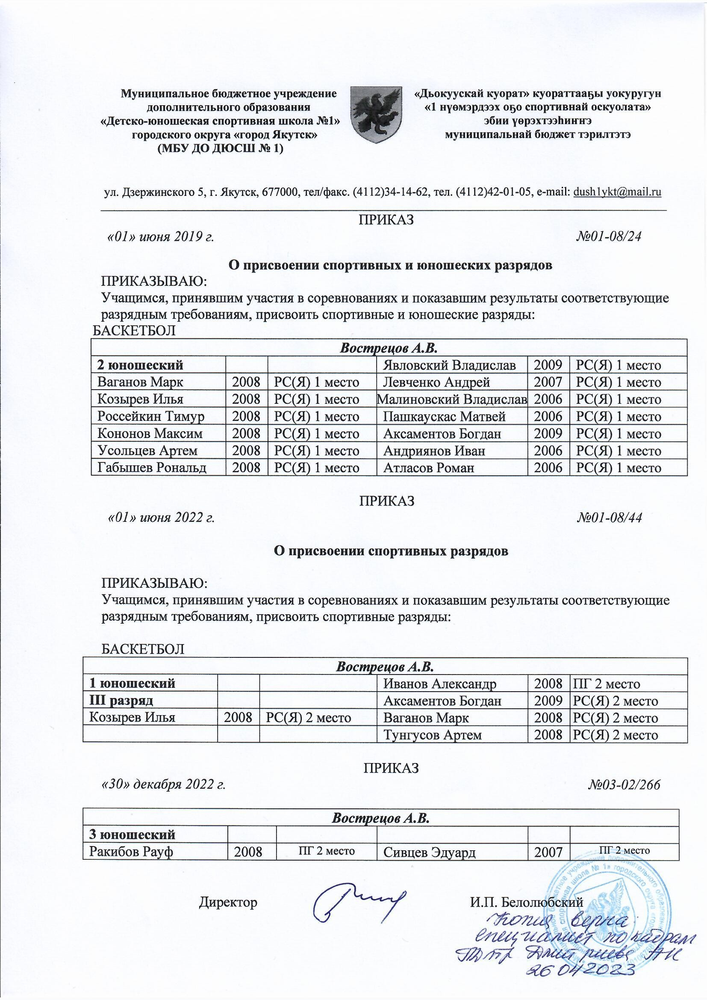 Муниципальное бюджетное учреждение
дополнительного образования
«Детско-юношеская спортивная школа №1»
городского округа «город Якутск»
(МБУ ДО ДЮСШ № 1)
«Дьокуускай куорат» куораттааҕы уокуругун
«1 нүөмэрдээх оҕо спортивнай оскуолата»
эбии үөрэхтээһиҥҥэ
муниципальнай бюджет тэрилтэтэ
ул. Дзержинского 5, г. Якутск, 677000, тел/факс. (4112)34-14-62, тел. (4112)42-01-05, e-mail: dush1ykt@mail.ru
ПРИКАЗ
«01» июня 2019 г. №01-08/24
О присвоении спортивных и юношеских разрядов
ПРИКАЗЫВАЮ:
Учащимся, принявшим участия в соревнованиях и показавшим результаты соответствующие
разрядным требованиям, присвоить спортивные и юношеские разряды:
БАСКЕТБОЛ
Вострецов А.В.
2 юношеский Явловский Владислав 2009 РС(Я) 1 место
Ваганов Марк 2008 РС(Я) 1 место Левченко Андрей 2007 РС(Я) 1 место
Козырев Илья 2008 РС(Я) 1 место Малиновский Владислав 2006 РС(Я) 1 место
Россейкин Тимур 2008 РС(Я) 1 место Пашкаускас Матвей 2006 РС(Я) 1 место
Кононов Максим 2008 РС(Я) 1 место Аксаментов Богдан 2009 РС(Я) 1 место
Усольцев Артем 2008 РС(Я) 1 место Андриянов Иван 2006 РС(Я) 1 место
Габышев Рональд 2008 РС(Я) 1 место Атласов Роман 2006 РС(Я) 1 место
ПРИКАЗ
«01» июня 2022 г. №01-08/44
О присвоении спортивных разрядов
ПРИКАЗЫВАЮ:
Учащимся, принявшим участия в соревнованиях и показавшим результаты соответствующие
разрядным требованиям, присвоить спортивные разряды:
БАСКЕТБОЛ
Вострецов А.В.
1 юношеский Иванов Александр 2008 ПГ 2 место
III разряд Аксаментов Богдан 2009 РС(Я) 2 место
Козырев Илья 2008 РС(Я) 2 место Ваганов Марк 2008 РС(Я) 2 место
Тунгусов Артем 2008 РС(Я) 2 место
ПРИКАЗ
«30» декабря 2022 г. №03-02/266
Вострецов А.В.
3 юношеский
Ракибов Рауф 2008 ПГ 2 место Сивцев Эдуард 2007 ПГ 2 место
Директор И.П. Белолюбский
Копия верна
специалист по кадрам
Дмитриева АК
26 04 2023